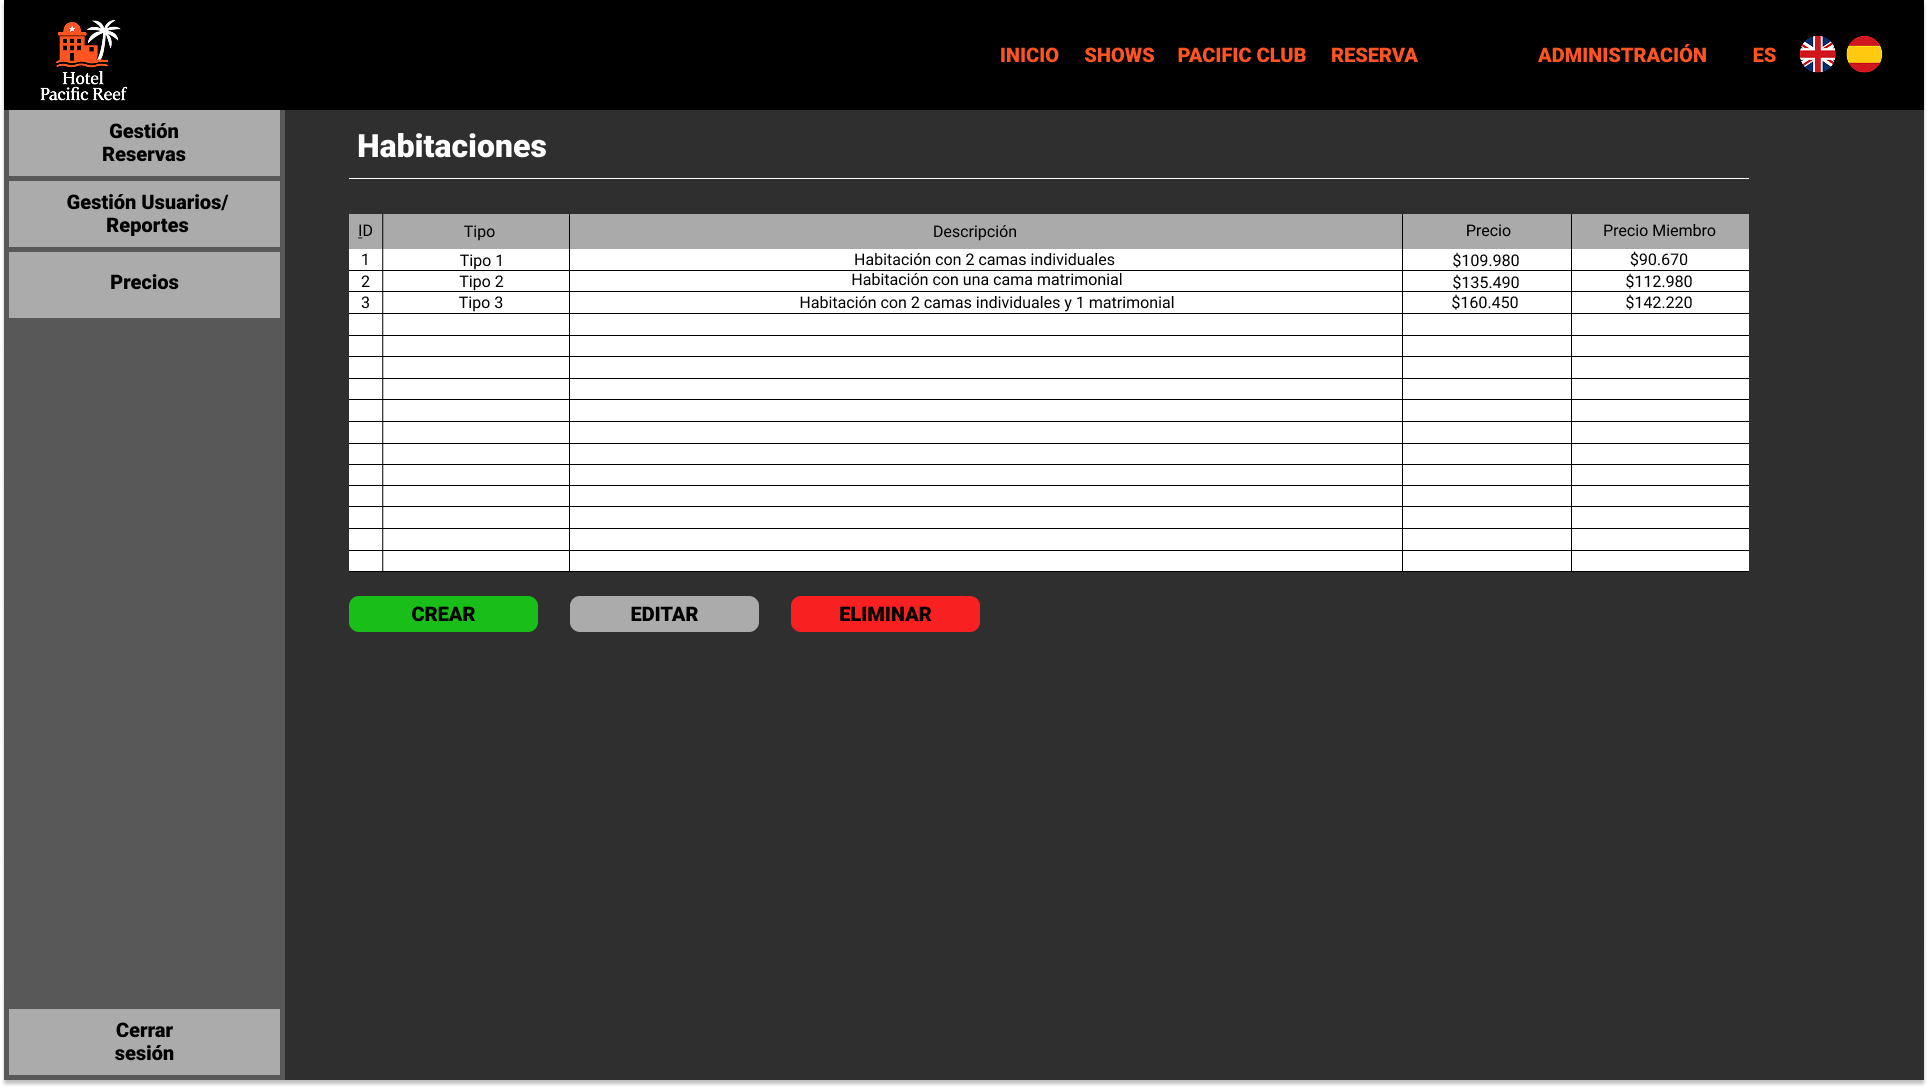 Hotel
Pacific Reef
INICIO SHOWS PACIFIC CLUB RESERVA ADMINISTRACIÓN ES
Gestión
Reservas
Gestión Usuarios/
Reportes
Precios
Cerrar
sesión
Habitaciones
ID Tipo Descripción Precio Precio Miembro
1 Tipo 1 Habitación con 2 camas individuales $109.980 $90.670
2 Tipo 2 Habitación con una cama matrimonial $135.490 $112.980
3 Tipo 3 Habitación con 2 camas individuales y 1 matrimonial $160.450 $142.220
CREAR EDITAR ELIMINAR